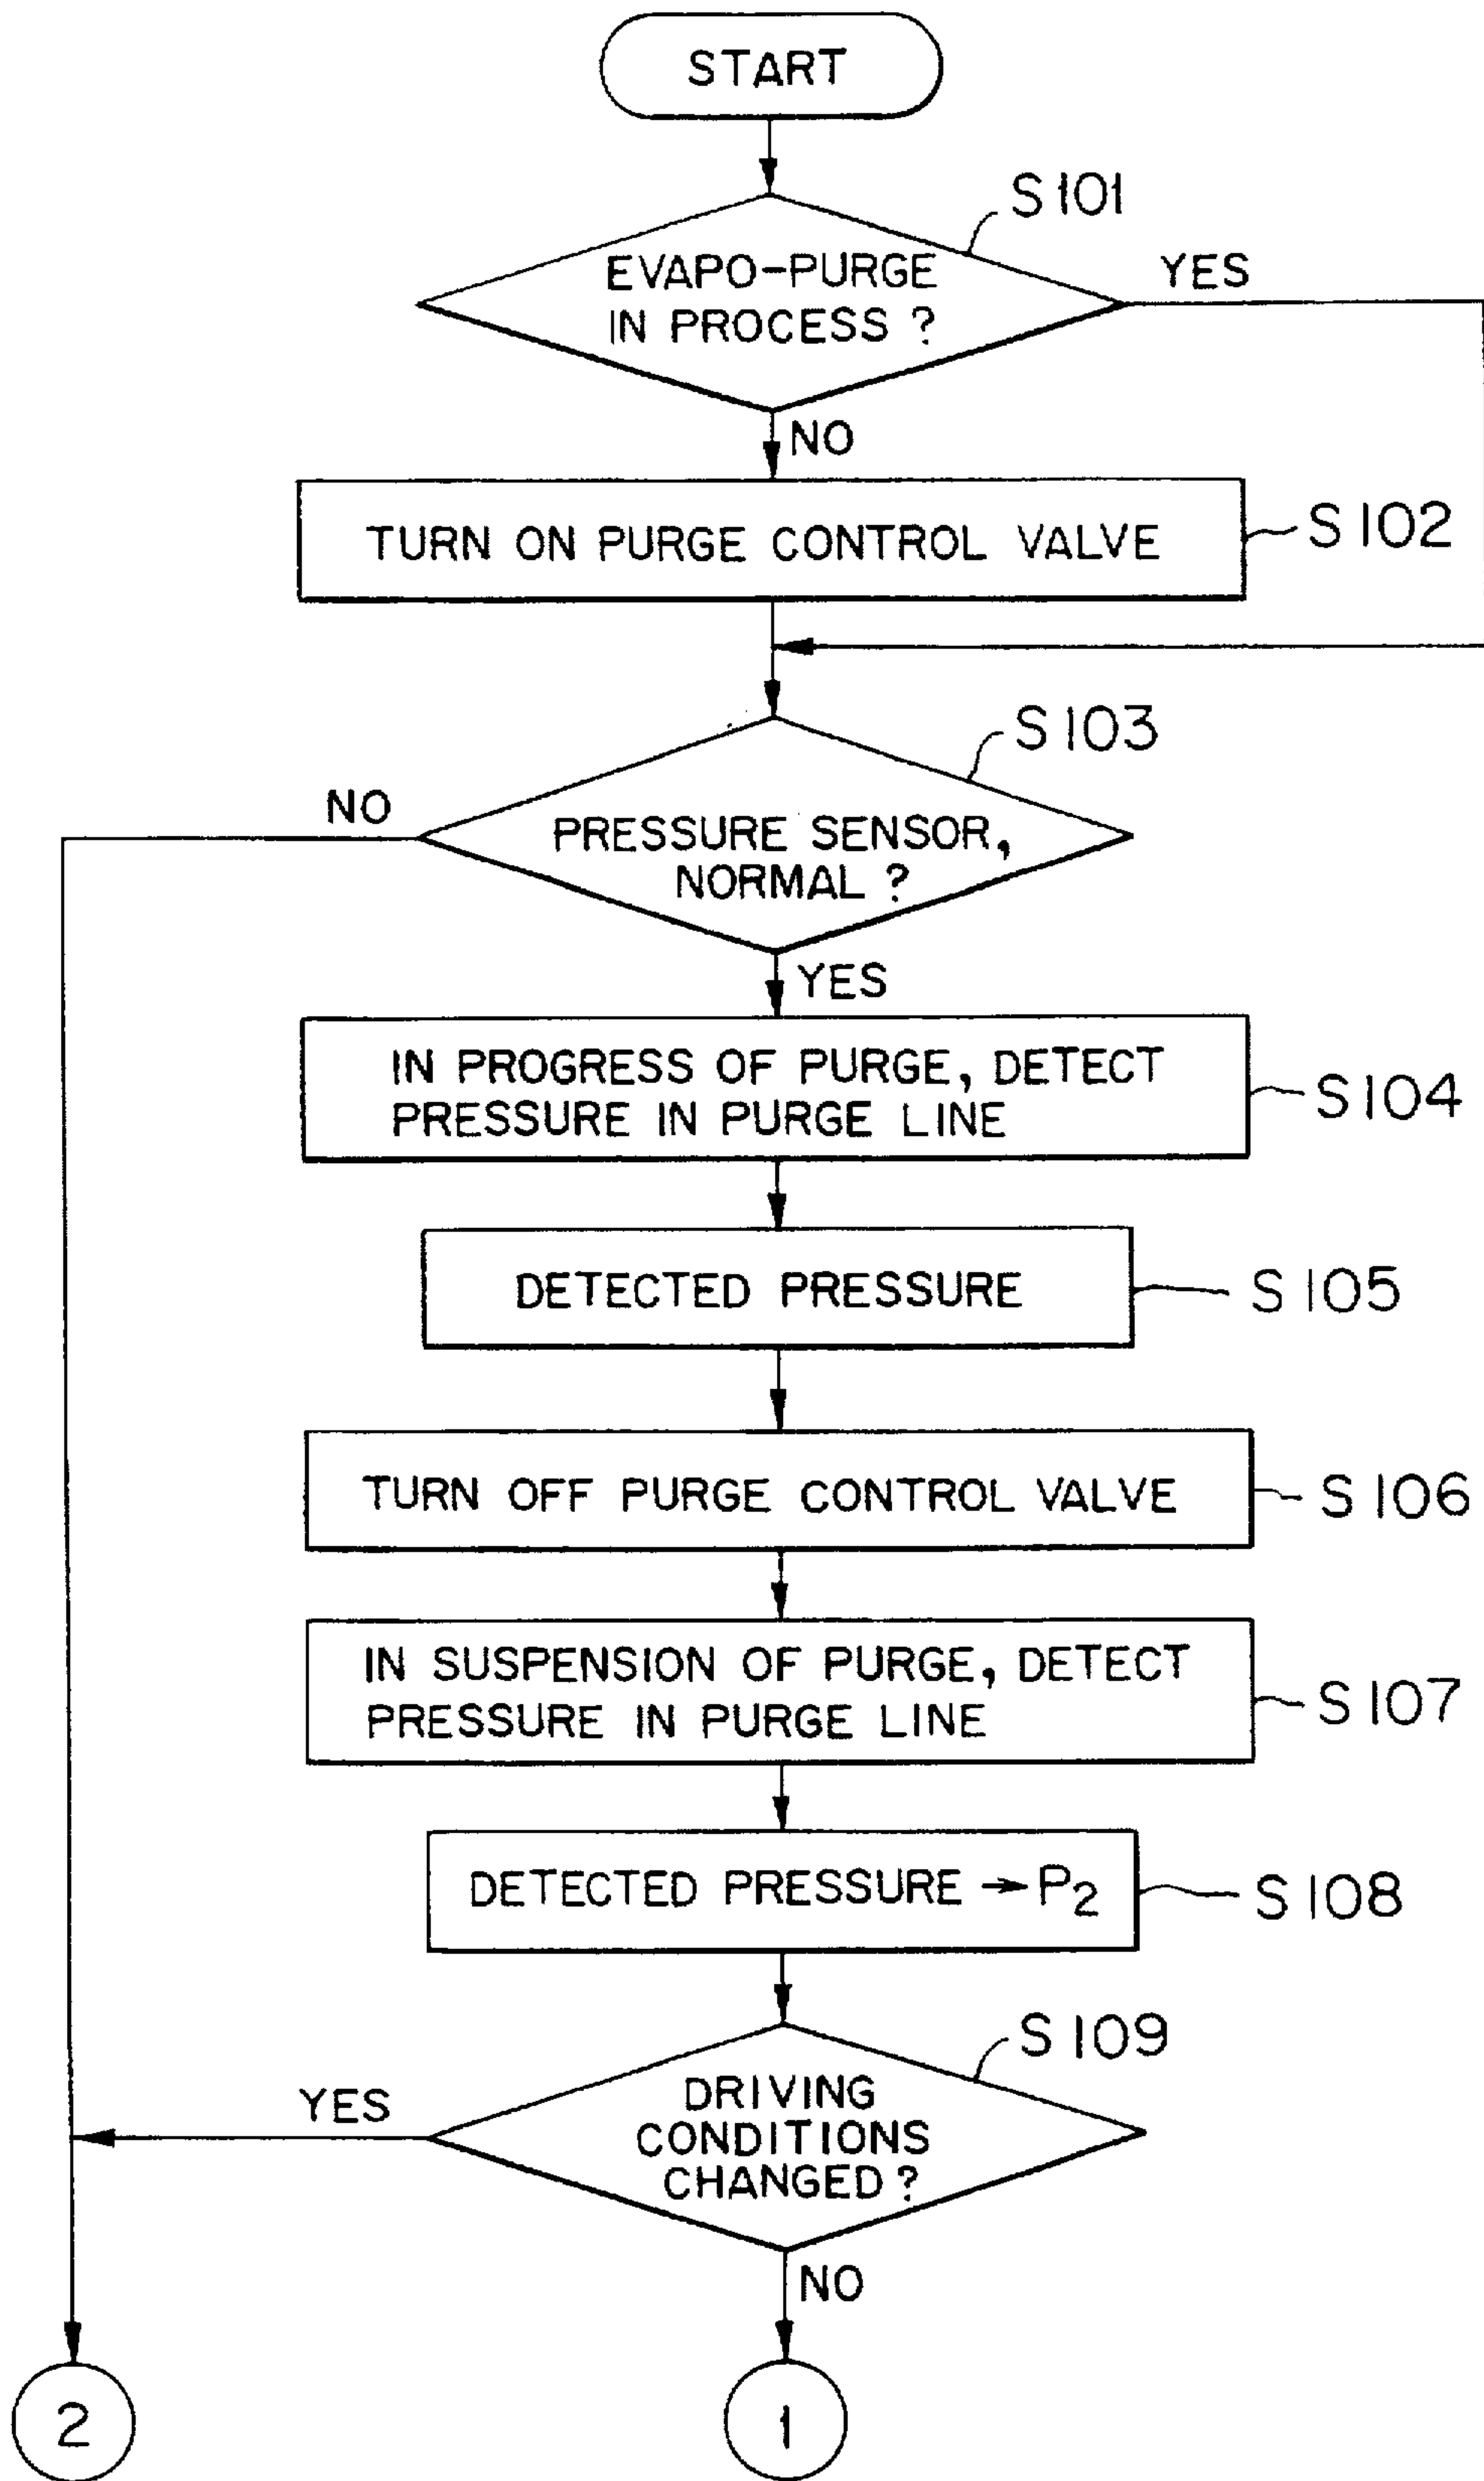 START
S101
EVAPO-PURGE
IN PROCESS ?
YES
NO
TURN ON PURGE CONTROL VALVE
S102
S103
NO
PRESSURE SENSOR,
NORMAL ?
YES
IN PROGRESS OF PURGE, DETECT
PRESSURE IN PURGE LINE
S104
DETECTED PRESSURE
S105
TURN OFF PURGE CONTROL VALVE
S106
IN SUSPENSION OF PURGE, DETECT
PRESSURE IN PURGE LINE
S107
DETECTED PRESSURE → P2
S108
S109
YES
DRIVING
CONDITIONS
CHANGED ?
NO
2
1